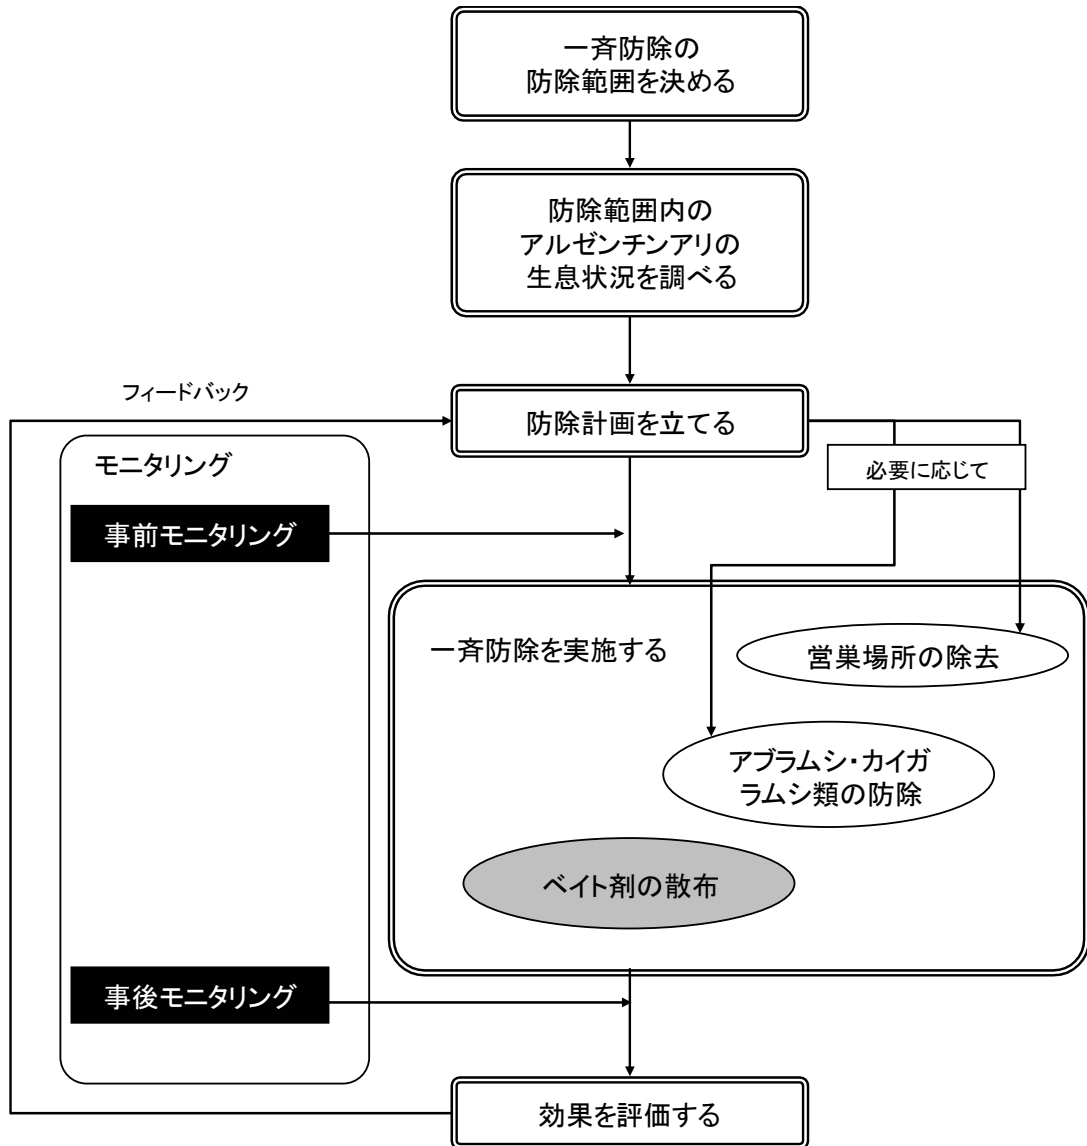 一斉防除の
防除範囲を決める
防除範囲内の
アルゼンチンアリの
生息状況を調べる
フィードバック
防除計画を立てる
必要に応じて
モニタリング
事前モニタリング
一斉防除を実施する
営巣場所の除去
アブラムシ・カイガ
ラムシ類の防除
ベイト剤の散布
事後モニタリング
効果を評価する